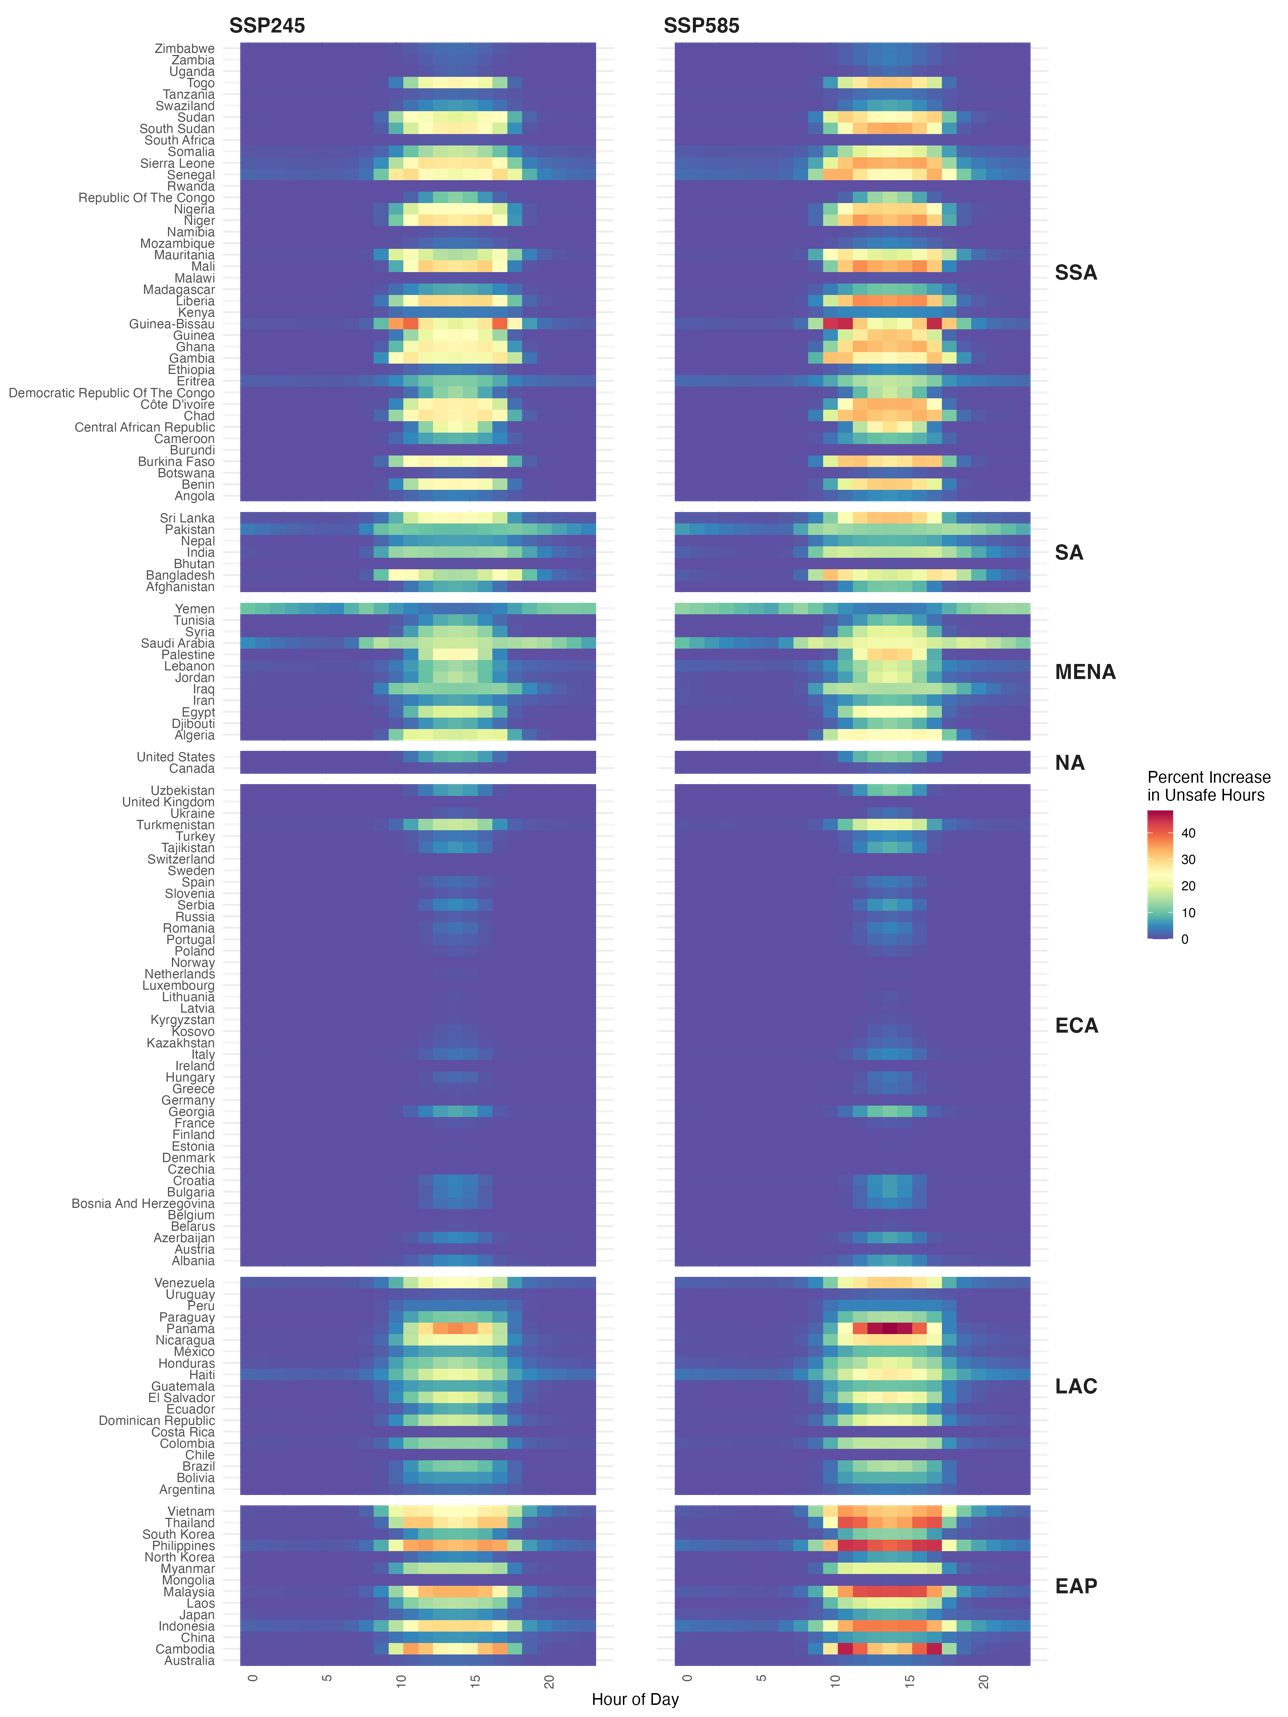 SSP245
SSP585
Zimbabwe
Zambia
Uganda
Togo
Tanzania
Swaziland
Sudan
South Sudan
South Africa
Somalia
Sierra Leone
Senegal
Rwanda
Republic Of The Congo
Nigeria
Niger
Namibia
Mozambique
Mauritania
Mali
Malawi
Madagascar
Liberia
Kenya
Guinea-Bissau
Guinea
Ghana
Gambia
Ethiopia
Eritrea
Democratic Republic Of The Congo
Côte D'ivoire
Chad
Central African Republic
Cameroon
Burundi
Burkina Faso
Botswana
Benin
Angola
SSA
Sri Lanka
Pakistan
Nepal
India
Bhutan
Bangladesh
Afghanistan
SA
Yemen
Tunisia
Syria
Saudi Arabia
Palestine
Lebanon
Jordan
Iraq
Iran
Egypt
Djibouti
Algeria
MENA
United States
Canada
NA
Uzbekistan
United Kingdom
Ukraine
Turkmenistan
Turkey
Tajikistan
Switzerland
Sweden
Spain
Slovenia
Serbia
Russia
Romania
Portugal
Poland
Norway
Netherlands
Luxembourg
Lithuania
Latvia
Kyrgyzstan
Kosovo
Kazakhstan
Italy
Ireland
Hungary
Greece
Germany
Georgia
France
Finland
Estonia
Denmark
Czechia
Croatia
Bulgaria
Bosnia And Herzegovina
Belgium
Belarus
Azerbaijan
Austria
Albania
ECA
Venezuela
Uruguay
Peru
Paraguay
Panama
Nicaragua
México
Honduras
Haiti
Guatemala
El Salvador
Ecuador
Dominican Republic
Costa Rica
Colombia
Chile
Brazil
Bolivia
Argentina
LAC
Vietnam
Thailand
South Korea
Philippines
North Korea
Myanmar
Mongolia
Malaysia
Laos
Japan
Indonesia
China
Cambodia
Australia
EAP
0 5 10 15 20
0 5 10 15 20
Hour of Day
Percent Increase
in Unsafe Hours
40
30
20
10
0